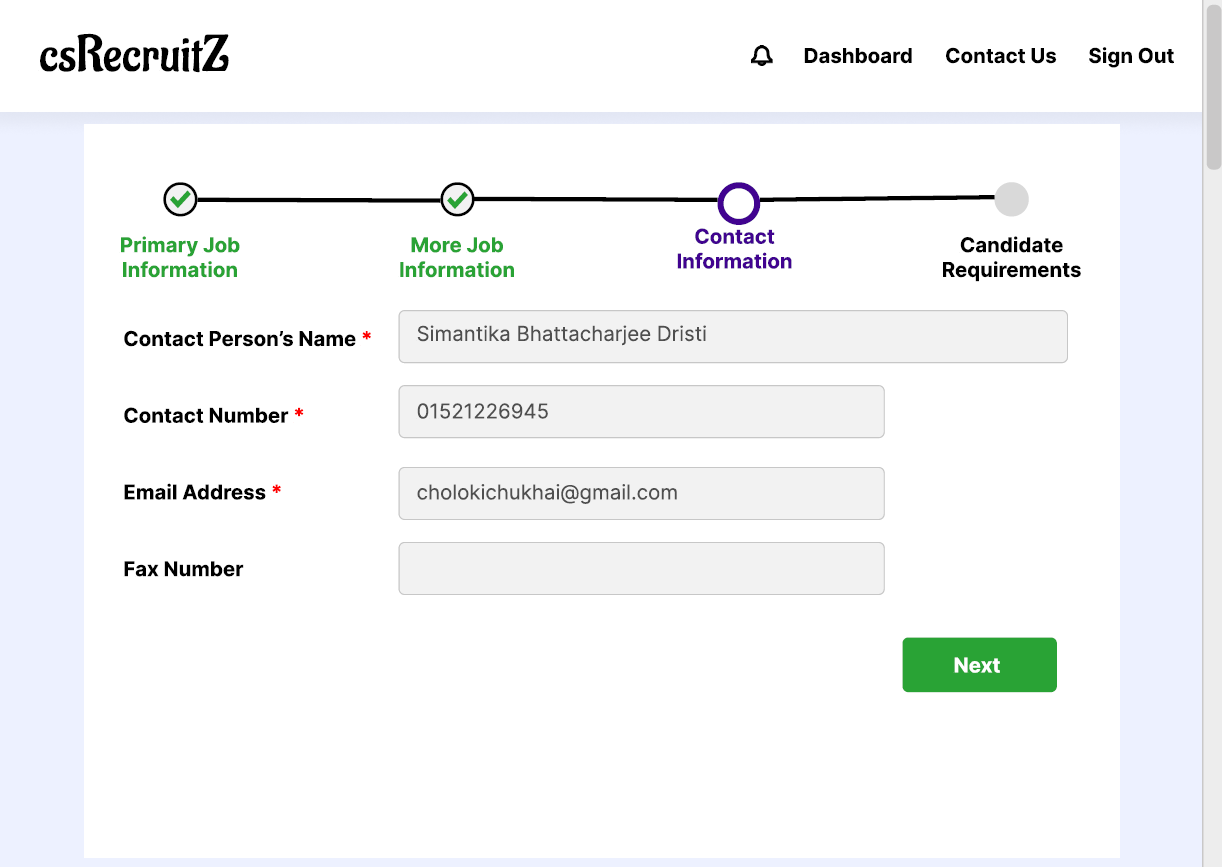 csRecruitZ
Dashboard Contact Us Sign Out
Primary Job
Information
More Job
Information
Contact
Information
Candidate
Requirements
Contact Person’s Name *
Simantika Bhattacharjee Dristi
Contact Number *
01521226945
Email Address *
cholokichukhai@gmail.com
Fax Number
Next